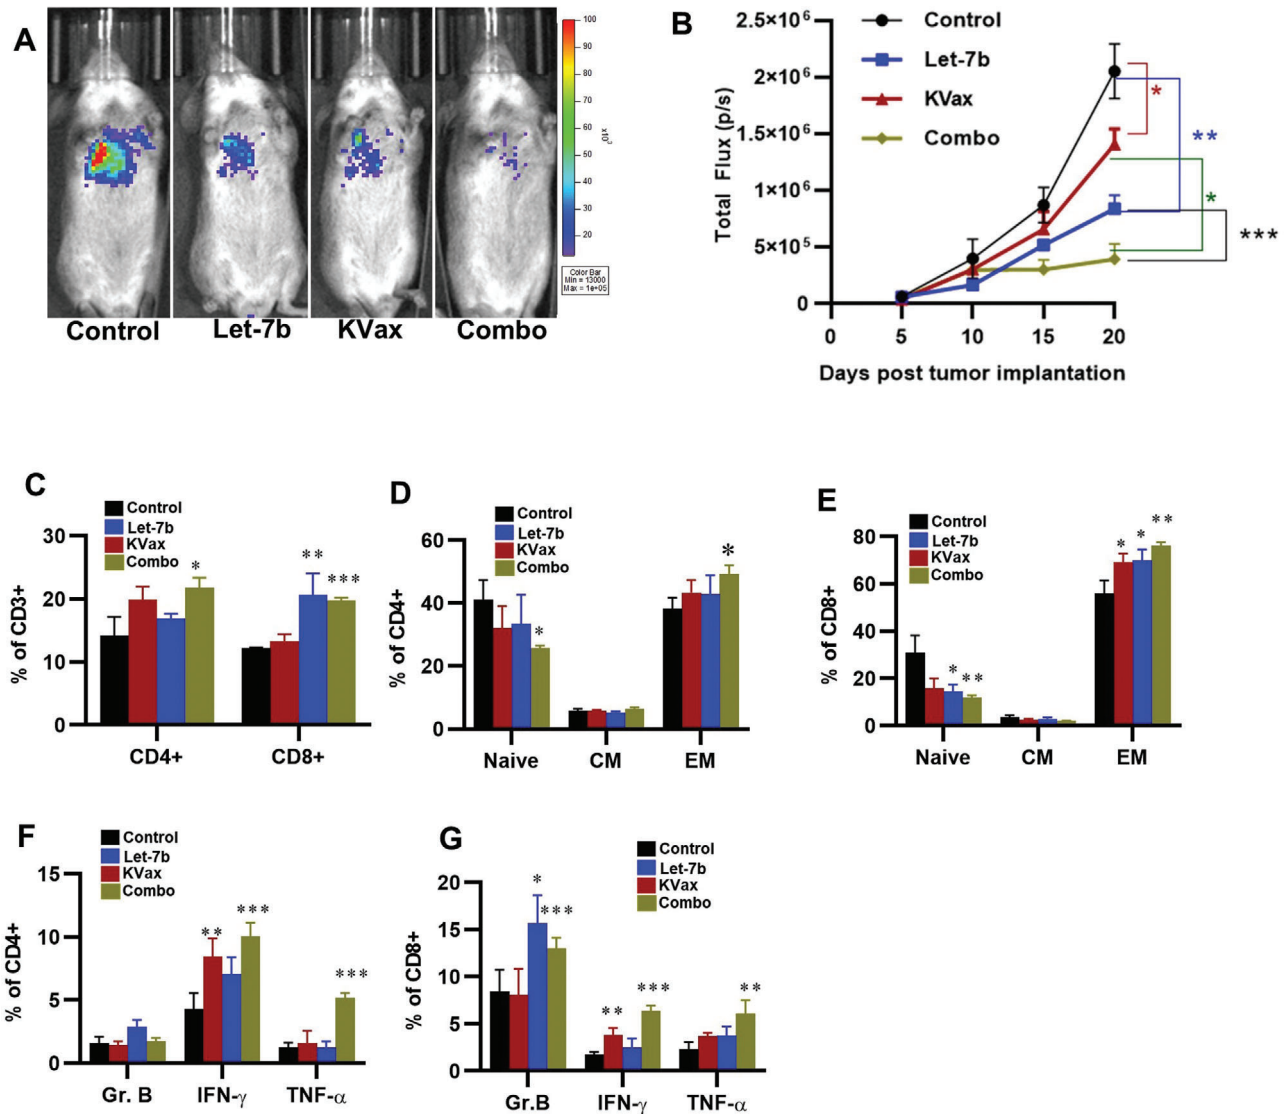 A
100
90
80
70
60
50
40
30
20
Color Bar
Min = 13000
Max = 1e+05
Control
Let-7b
KVax
Combo
B
Control
Let-7b
KVax
Combo
2.5×10⁶
2×10⁶
1.5×10⁶
1×10⁶
5×10⁵
0
Total Flux (p/s)
0
5
10
15
20
Days post tumor implantation
*
**
*
***
C
Control
Let-7b
KVax
Combo
30
20
10
0
% of CD3+
*
**
***
CD4+
CD8+
D
Control
Let-7b
KVax
Combo
60
40
20
0
% of CD4+
*
*
Naive
CM
EM
E
Control
Let-7b
KVax
Combo
80
60
40
20
0
% of CD8+
*
**
*
*
**
Naive
CM
EM
F
Control
Let-7b
KVax
Combo
15
10
5
0
% of CD4+
**
***
***
Gr. B
IFN-γ
TNF-α
G
Control
Let-7b
KVax
Combo
20
15
10
5
0
% of CD8+
*
***
**
***
**
Gr.B
IFN-γ
TNF-α